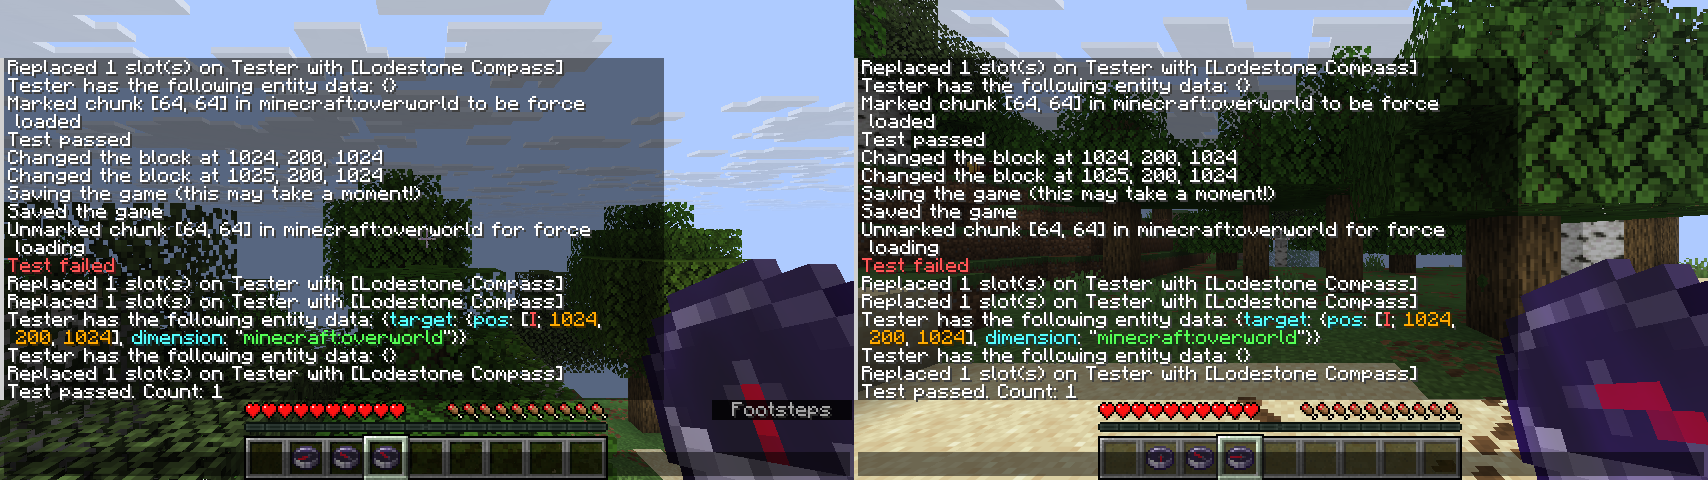 Replaced 1 slot(s) on Tester with [Lodestone Compass]
Tester has the following entity data: {}
Marked chunk [64, 64] in minecraft:overworld to be force
loaded
Test passed
Changed the block at 1024, 200, 1024
Changed the block at 1025, 200, 1024
Saving the game (this may take a moment!)
Saved the game
Unmarked chunk [64, 64] in minecraft:overworld for force
loading
Test failed
Replaced 1 slot(s) on Tester with [Lodestone Compass]
Replaced 1 slot(s) on Tester with [Lodestone Compass]
Tester has the following entity data: {target: {pos: [I; 1024,
200, 1024], dimension: "minecraft:overworld"}}
Tester has the following entity data: {}
Replaced 1 slot(s) on Tester with [Lodestone Compass]
Test passed. Count: 1
Footsteps
Replaced 1 slot(s) on Tester with [Lodestone Compass]
Tester has the following entity data: {}
Marked chunk [64, 64] in minecraft:overworld to be force
loaded
Test passed
Changed the block at 1024, 200, 1024
Changed the block at 1025, 200, 1024
Saving the game (this may take a moment!)
Saved the game
Unmarked chunk [64, 64] in minecraft:overworld for force
loading
Test failed
Replaced 1 slot(s) on Tester with [Lodestone Compass]
Replaced 1 slot(s) on Tester with [Lodestone Compass]
Tester has the following entity data: {target: {pos: [I; 1024,
200, 1024], dimension: "minecraft:overworld"}}
Tester has the following entity data: {}
Replaced 1 slot(s) on Tester with [Lodestone Compass]
Test passed. Count: 1